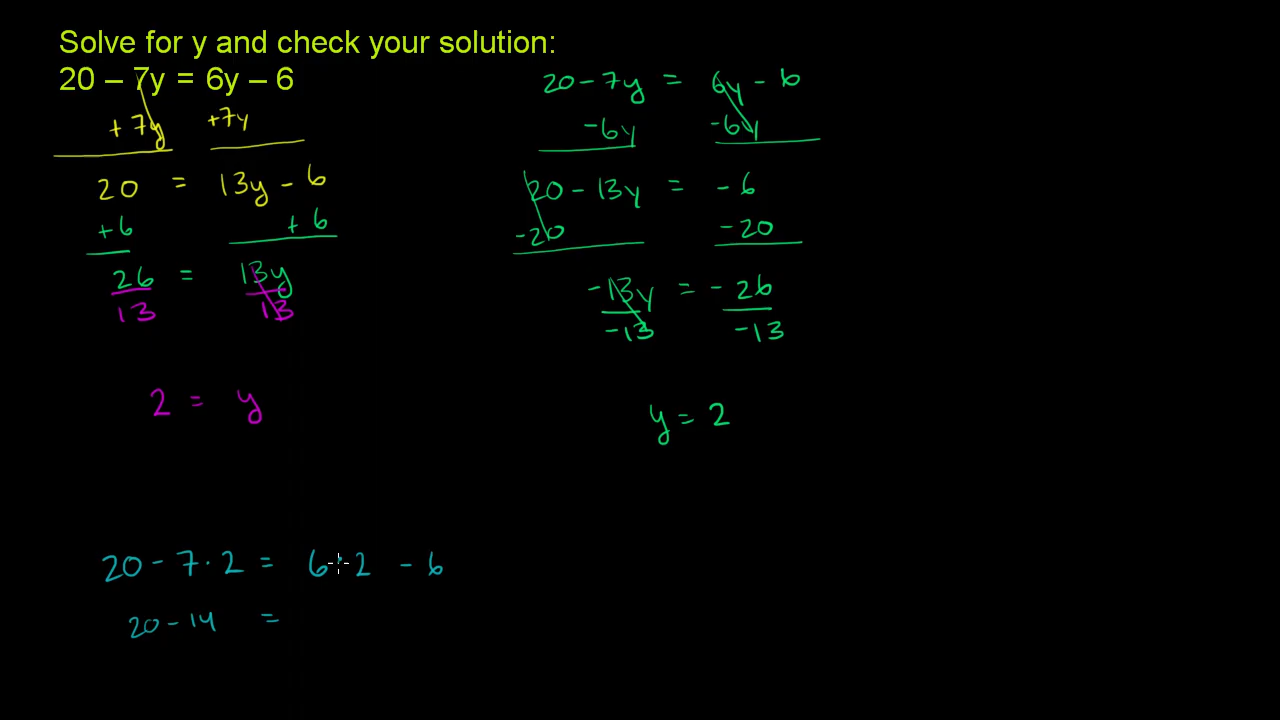 Solve for y and check your solution:
20 – 7y = 6y – 6
+ 7y +7y
20 = 13y - 6
+ 6 + 6
26 = 13y
13 13
2 = y
20 - 7y = 6y - 6
-6y -6y
20 - 13y = - 6
-20 - 20
- 13y = - 26
-13 -13
y = 2
20 - 7 · 2 = 6 · 2 - 6
20 - 14 =